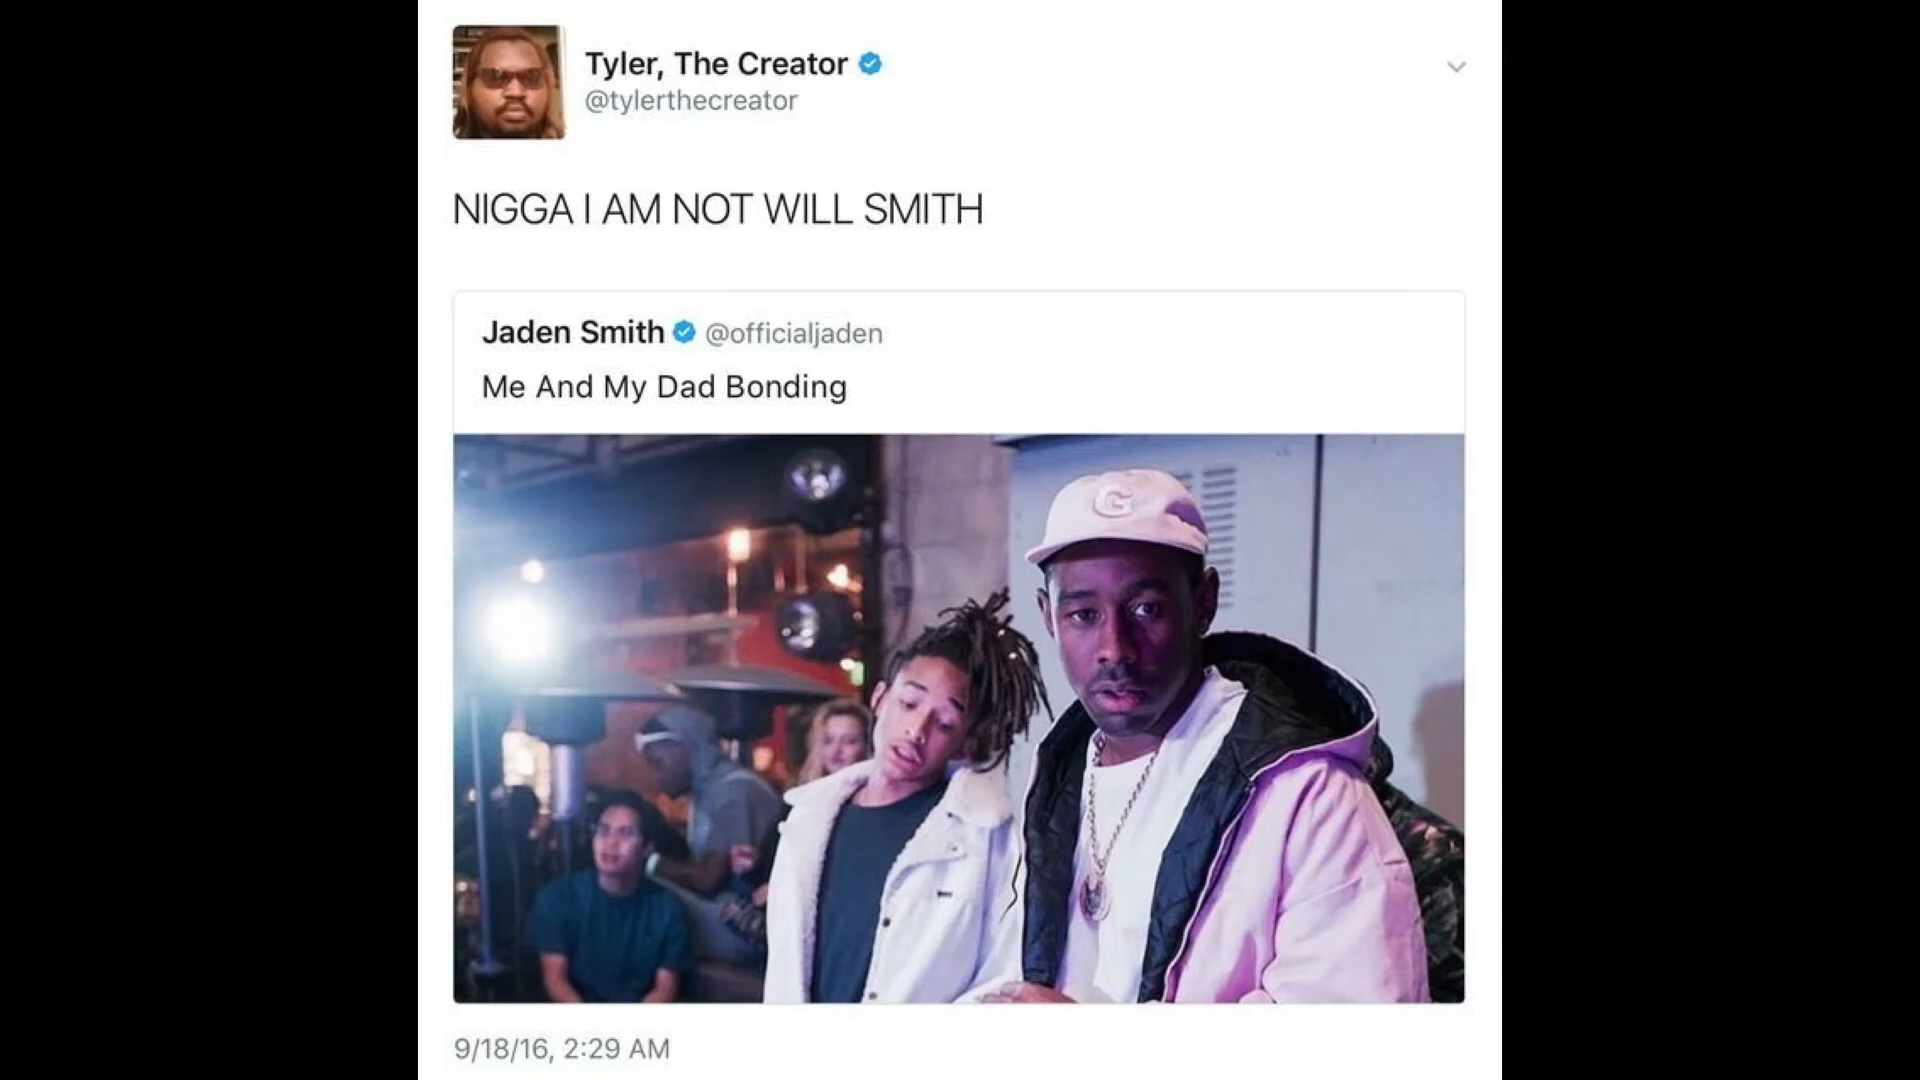 Tyler, The Creator
@tylerthecreator
NIGGA I AM NOT WILL SMITH
Jaden Smith @officialjaden
Me And My Dad Bonding
G
9/18/16, 2:29 AM